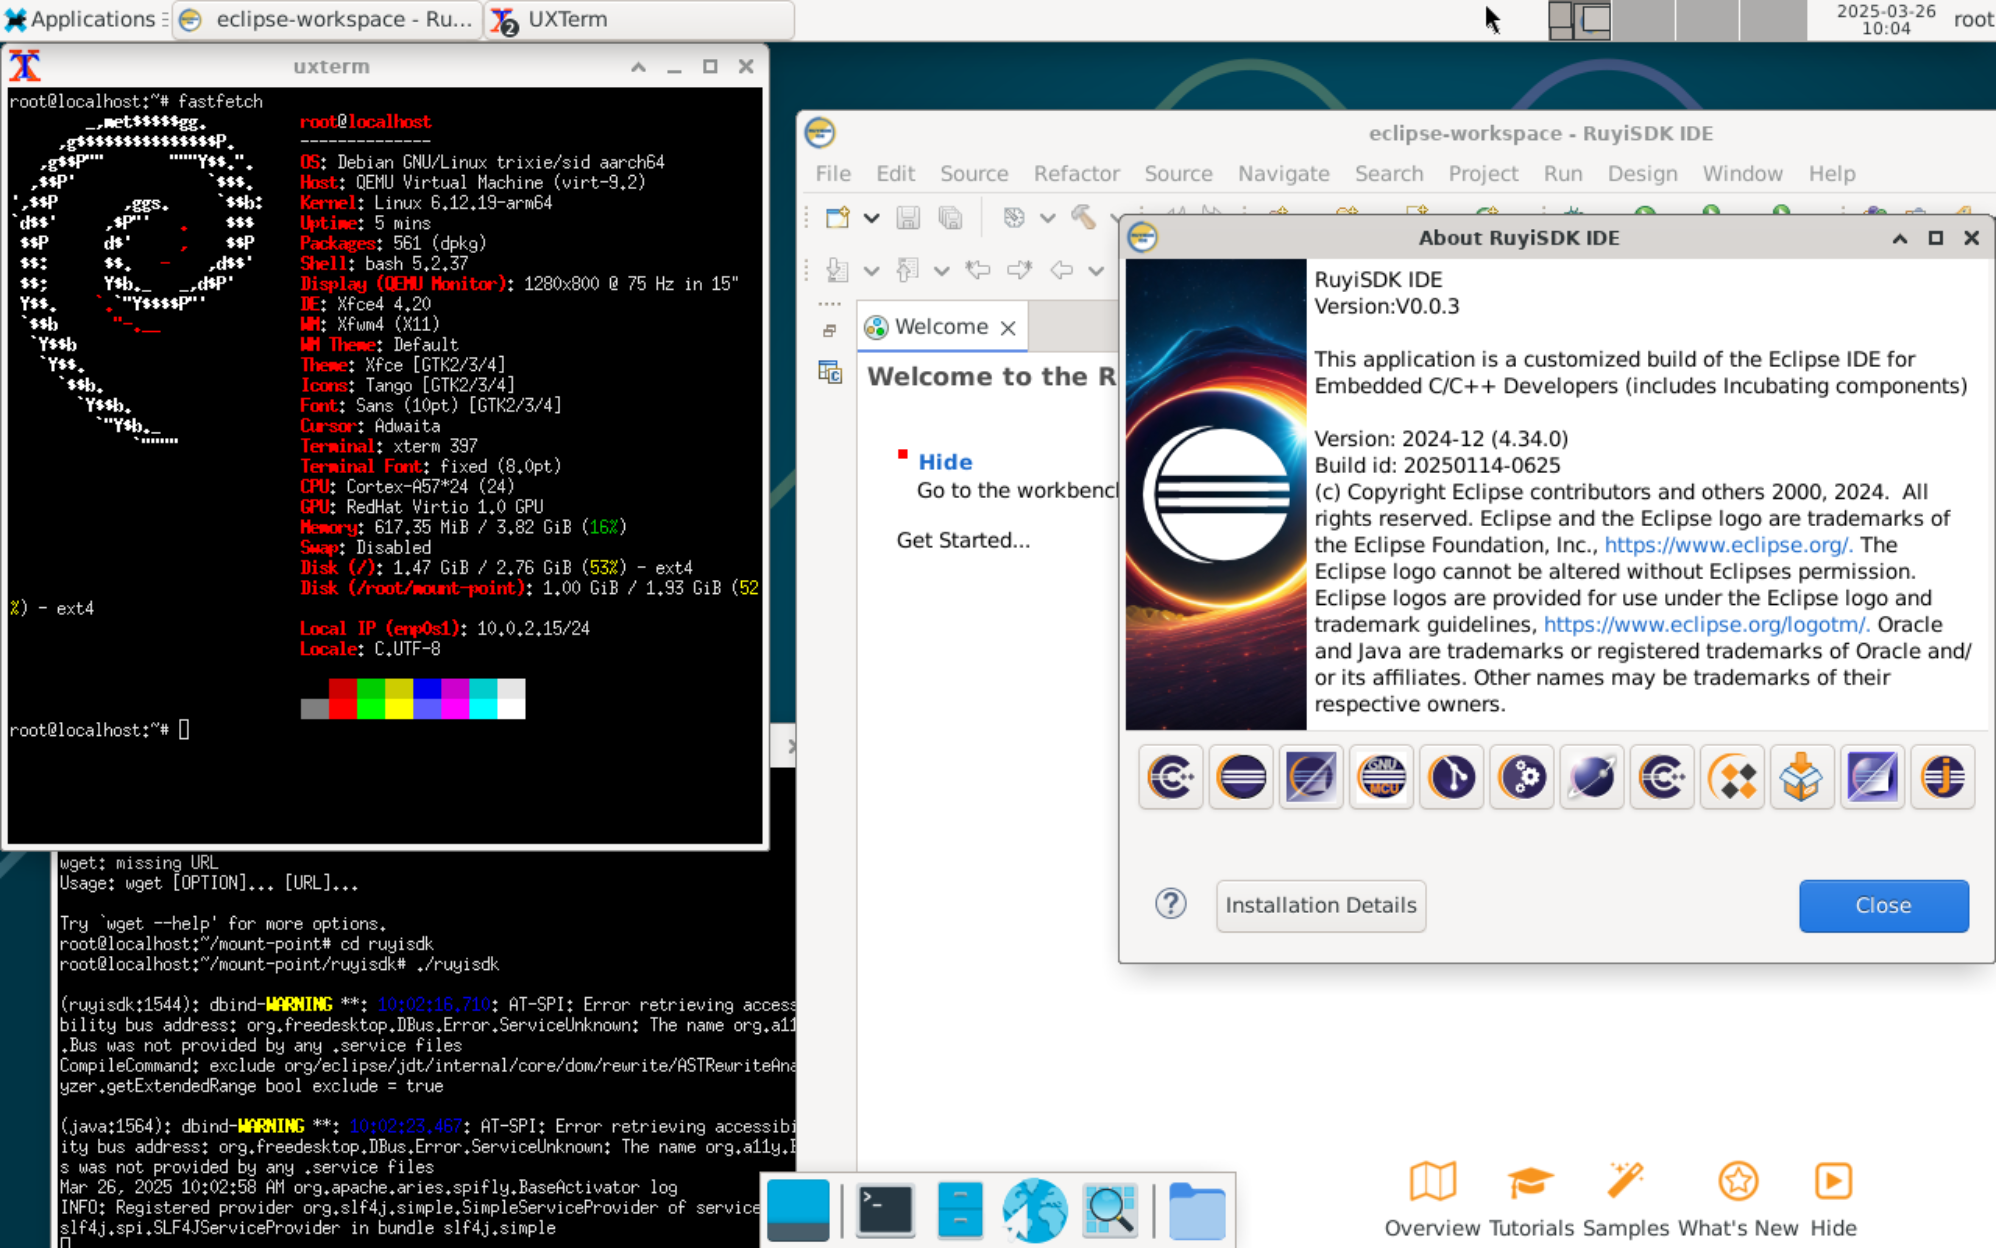 Applications
eclipse-workspace - Ru...
2
UXTerm
2025-03-26
10:04
root
uxterm
root@localhost:~# fastfetch
root@localhost
--------------
OS: Debian GNU/Linux trixie/sid aarch64
Host: QEMU Virtual Machine (virt-9.2)
Kernel: Linux 6.12.19-arm64
Uptime: 5 mins
Packages: 561 (dpkg)
Shell: bash 5.2.37
Display (QEMU Monitor): 1280x800 @ 75 Hz in 15"
DE: Xfce4 4.20
WM: Xfwm4 (X11)
WM Theme: Default
Theme: Xfce [GTK2/3/4]
Icons: Tango [GTK2/3/4]
Font: Sans (10pt) [GTK2/3/4]
Cursor: Adwaita
Terminal: xterm 397
Terminal Font: fixed (8.0pt)
CPU: Cortex-A57*24 (24)
GPU: RedHat Virtio 1.0 GPU
Memory: 617.35 MiB / 3.82 GiB (16%)
Swap: Disabled
Disk (/): 1.47 GiB / 2.76 GiB (53%) - ext4
Disk (/root/mount-point): 1.00 GiB / 1.93 GiB (52
%) - ext4
Local IP (enp0s1): 10.0.2.15/24
Locale: C.UTF-8
root@localhost:~#
wget: missing URL
Usage: wget [OPTION]... [URL]...
Try `wget --help' for more options.
root@localhost:~/mount-point# cd ruyisdk
root@localhost:~/mount-point/ruyisdk# ./ruyisdk
(ruyisdk:1544): dbind-WARNING **: 10:02:16.710: AT-SPI: Error retrieving access
bility bus address: org.freedesktop.DBus.Error.ServiceUnknown: The name org.a11
.Bus was not provided by any .service files
CompileCommand: exclude org/eclipse/jdt/internal/core/dom/rewrite/ASTRewriteAna
yzer.getExtendedRange bool exclude = true
(java:1564): dbind-WARNING **: 10:02:23.467: AT-SPI: Error retrieving accessibi
ity bus address: org.freedesktop.DBus.Error.ServiceUnknown: The name org.a11y.B
s was not provided by any .service files
Mar 26, 2025 10:02:58 AM org.apache.aries.spifly.BaseActivator log
INFO: Registered provider org.slf4j.simple.SimpleServiceProvider of service
slf4j.spi.SLF4JServiceProvider in bundle slf4j.simple
eclipse-workspace - RuyiSDK IDE
File Edit Source Refactor Source Navigate Search Project Run Design Window Help
Welcome
Welcome to the R
Hide
Go to the workbench
Get Started...
About RuyiSDK IDE
RuyiSDK IDE
Version:V0.0.3
This application is a customized build of the Eclipse IDE for
Embedded C/C++ Developers (includes Incubating components)
Version: 2024-12 (4.34.0)
Build id: 20250114-0625
(c) Copyright Eclipse contributors and others 2000, 2024.  All
rights reserved. Eclipse and the Eclipse logo are trademarks of
the Eclipse Foundation, Inc., https://www.eclipse.org/. The
Eclipse logo cannot be altered without Eclipses permission.
Eclipse logos are provided for use under the Eclipse logo and
trademark guidelines, https://www.eclipse.org/logotm/. Oracle
and Java are trademarks or registered trademarks of Oracle and/
or its affiliates. Other names may be trademarks of their
respective owners.
GNU
MCU
Installation Details
Close
Overview Tutorials Samples What's New Hide